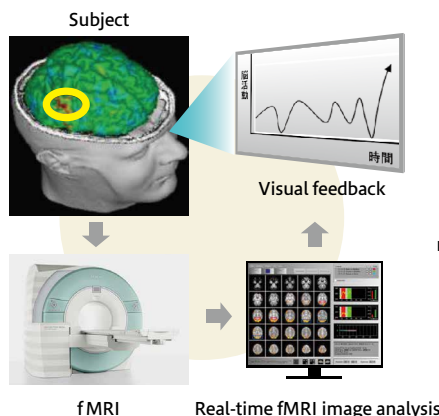 Subject
脳活動
時間
Visual feedback
fMRI
Real-time fMRI image analysis